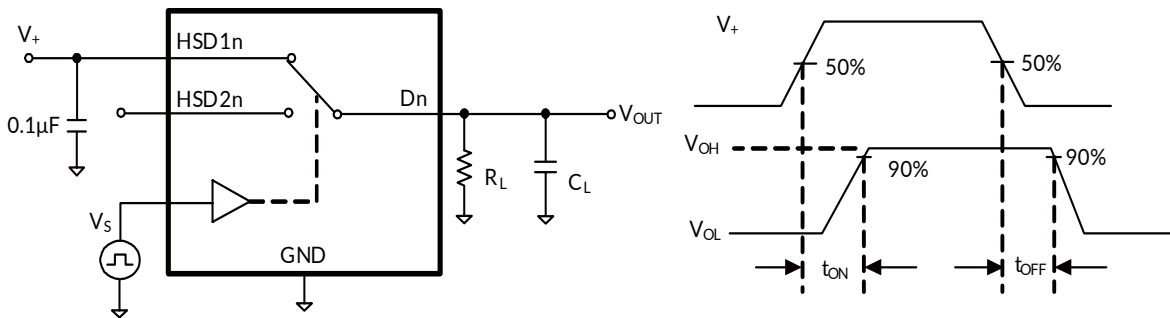 V+
HSD1n
HSD2n
0.1µF
Dn
VOUT
RL
CL
VS
GND
V+
50%
50%
VOH
90%
90%
VOL
tON
tOFF